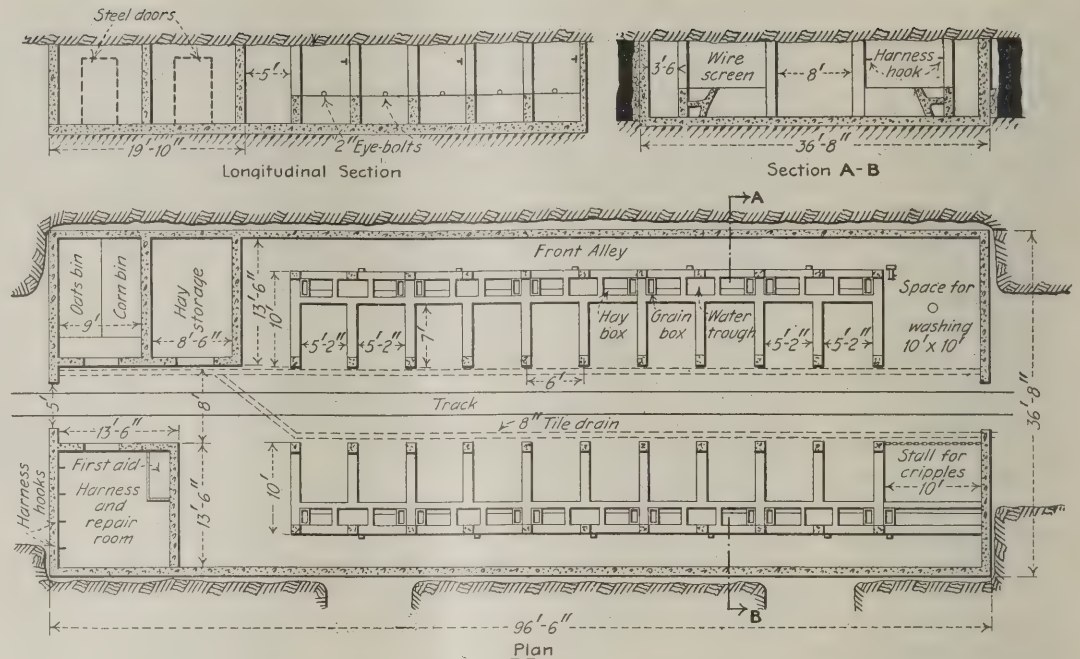 Steel doors
5'
2" Eye-bolts
19'-10"
Longitudinal Section
3'-6
Wire
screen
8'
Harness
hook
36'-8"
Section A-B
A
Front Alley
Oats bin
Corn bin
9'
Hay
storage
8'-6"
13'-6"
10'
5'-2"
5'-2"
7'
Hay
box
Grain
box
Water
trough
5'-2"
5'-2"
Space for
washing
10' x 10'
6'
36'-8"
5'
8'
Track
8" Tile drain
13'-6"
First aid
Harness
and
repair
room
Harness
hooks
13'-6"
10'
Stall for
cripples
10'
B
96'-6"
Plan